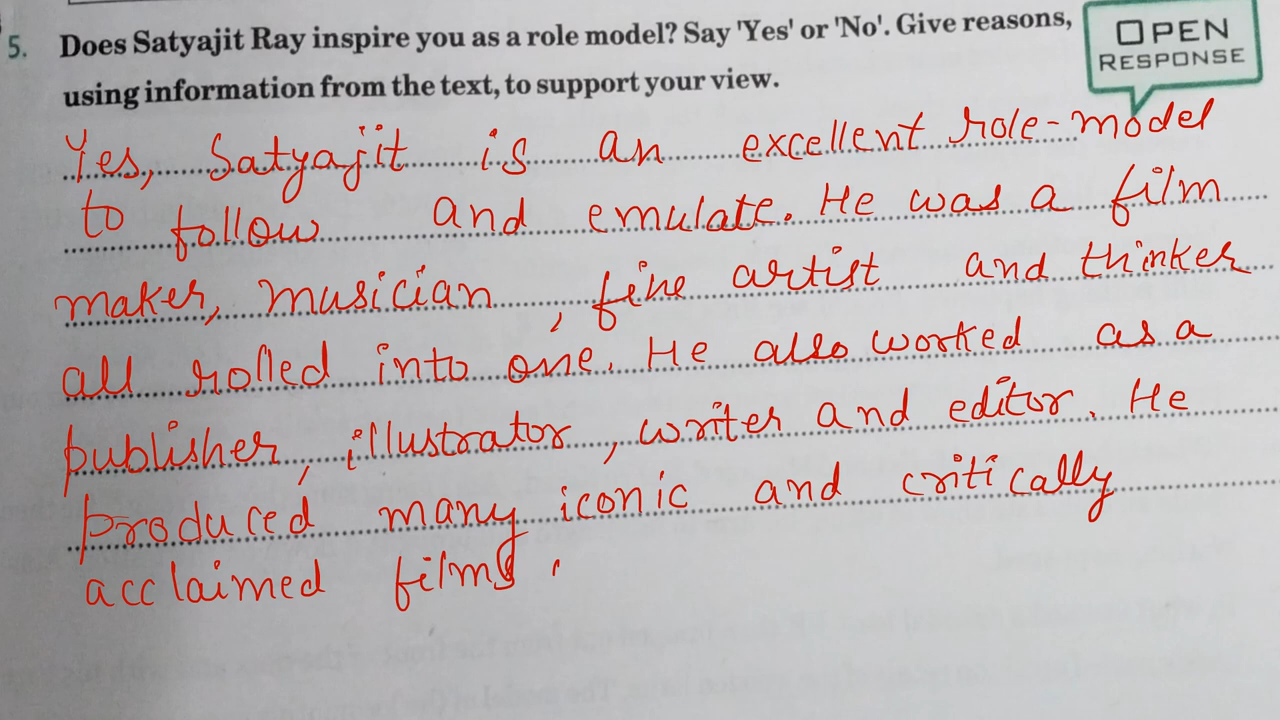 5. Does Satyajit Ray inspire you as a role model? Say 'Yes' or 'No'. Give reasons,
using information from the text, to support your view.
OPEN
RESPONSE
Yes, Satyajit is an excellent role-model
to follow and emulate. He was a film
maker, musician, fine artist and thinker
all rolled into one. He also worked as a
publisher, illustrator, writer and editor. He
produced many iconic and critically
acclaimed films.